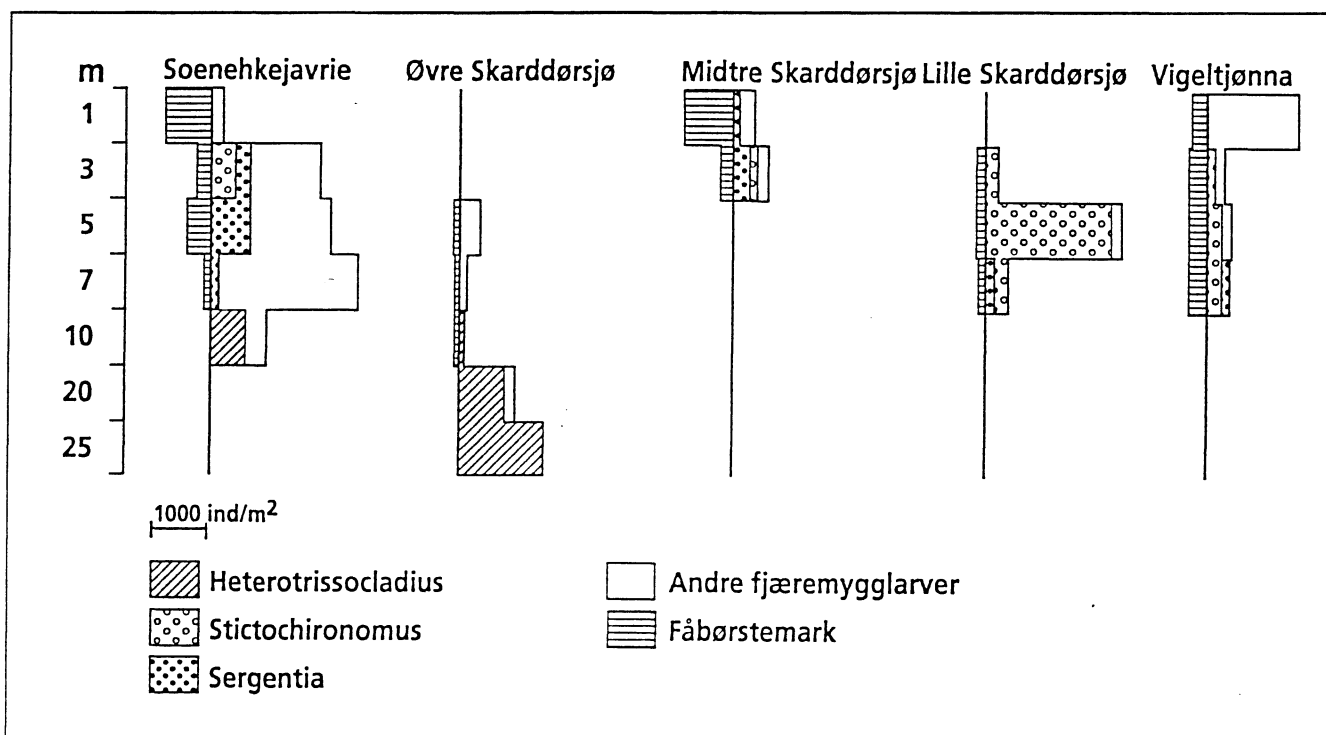 m
Soenehkejavrie
Øvre Skarddørsjø
Midtre Skarddørsjø
Lille Skarddørsjø
Vigeltjønna
1
3
5
7
10
20
25
1000 ind/m²
Heterotrissocladius
Stictochironomus
Sergentia
Andre fjæremygglarver
Fåbørstemark